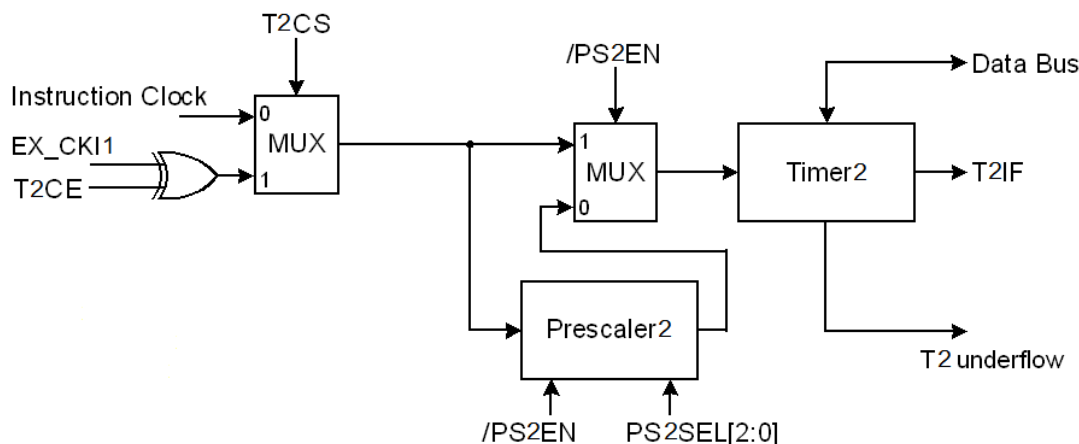 T2CS
/PS2EN
Data Bus
Instruction Clock
0
EX_CKI1
MUX
1
MUX
Timer2
T2IF
T2CE
1
0
Prescaler2
T2 underflow
/PS2EN
PS2SEL[2:0]